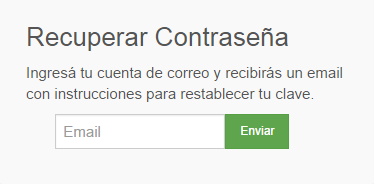 Recuperar Contraseña
Ingresá tu cuenta de correo y recibirás un email
con instrucciones para restablecer tu clave.
Email Enviar